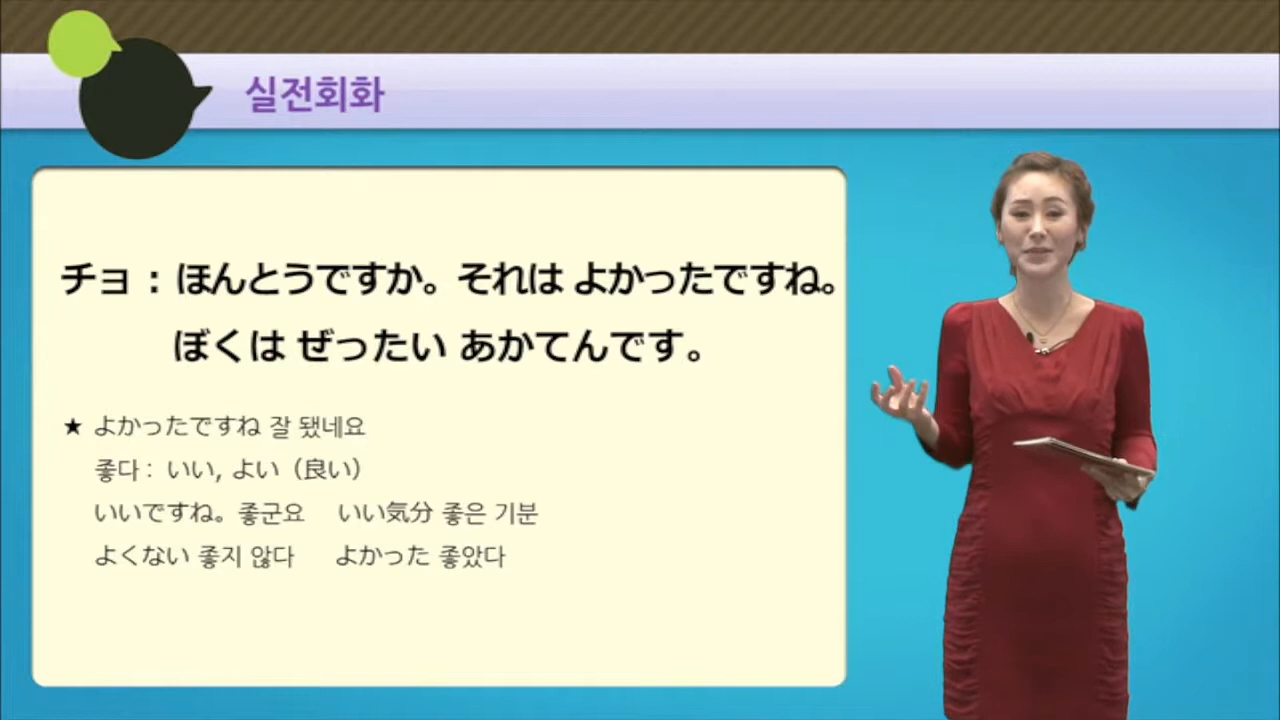 실전회화
チョ : ほんとうですか。それは よかったですね。
ぼくは ぜったい あかてんです。
★ よかったですね 잘 됐네요
좋다 : いい, よい（良い）
いいですね。좋군요 いい気分 좋은 기분
よくない 좋지 않다 よかった 좋았다